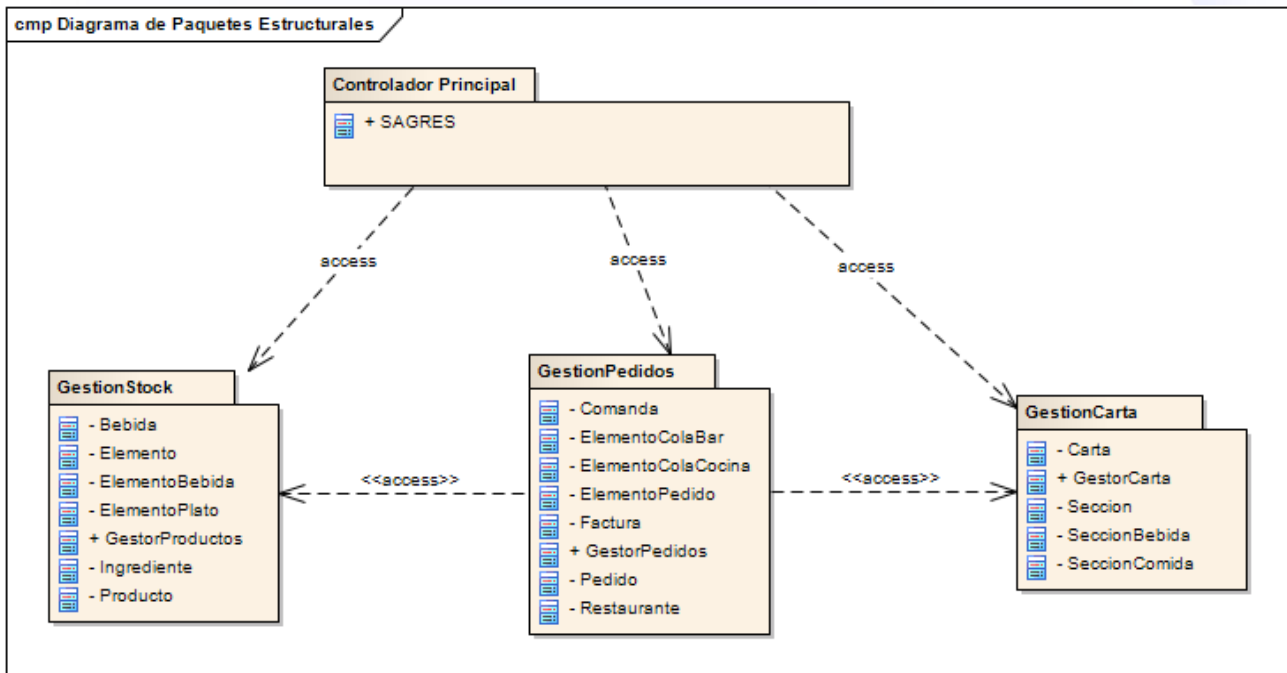 cmp Diagrama de Paquetes Estructurales
Controlador Principal
+ SAGRES
access
access
access
GestionStock
- Bebida
- Elemento
- ElementoBebida
- ElementoPlato
+ GestorProductos
- Ingrediente
- Producto
<<access>>
GestionPedidos
- Comanda
- ElementoColaBar
- ElementoColaCocina
- ElementoPedido
- Factura
+ GestorPedidos
- Pedido
- Restaurante
<<access>>
GestionCarta
- Carta
+ GestorCarta
- Seccion
- SeccionBebida
- SeccionComida